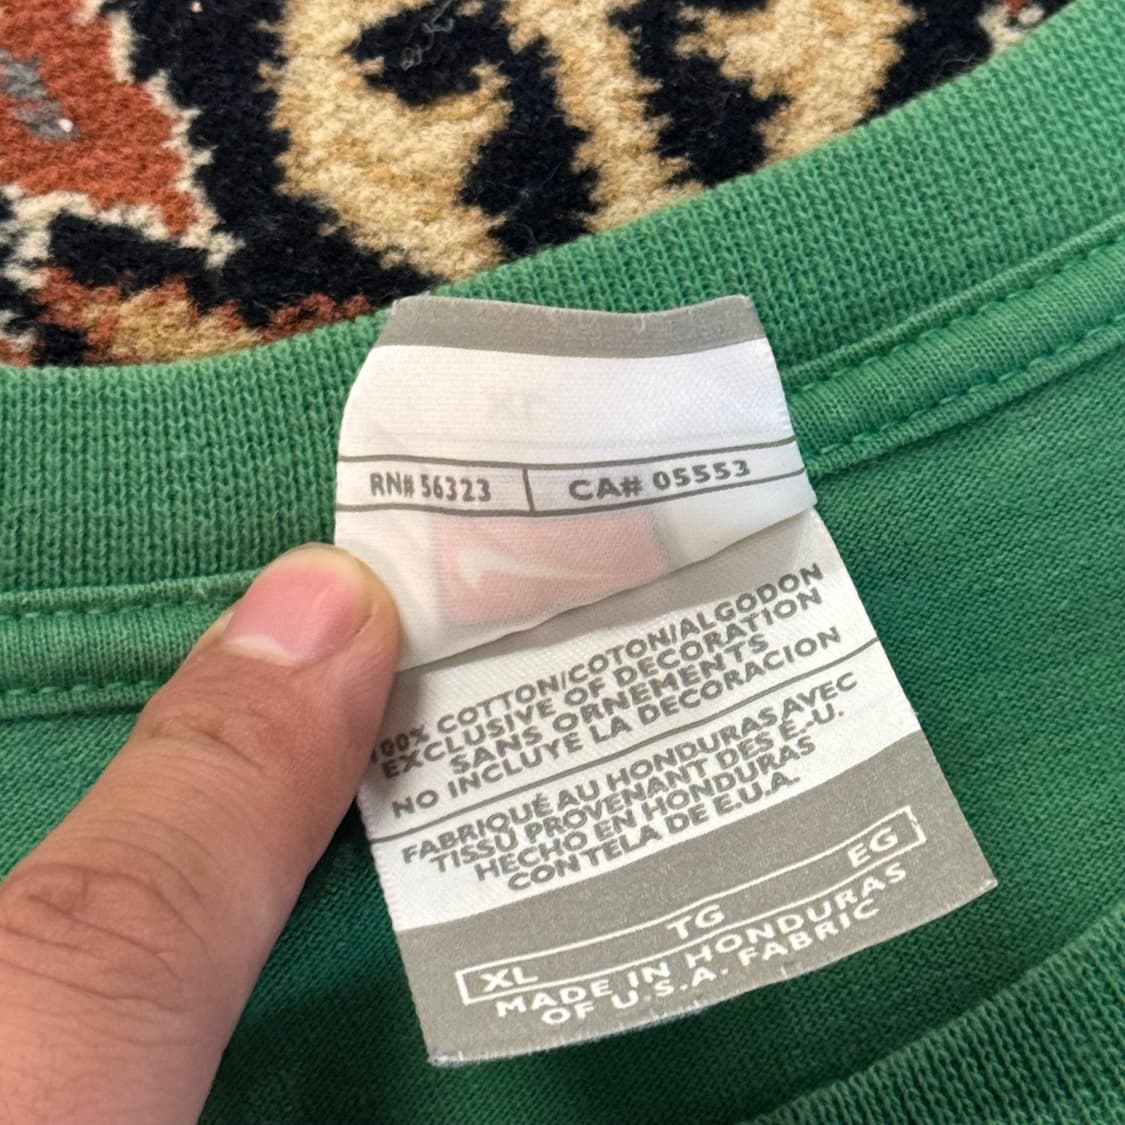 RN# 56323 | CA# 05553
100% COTTON/COTON/ALGODON
EXCLUSIVE OF DECORATION
SANS ORNEMENTS
NO INCLUYE LA DECORACION
FABRIQUÉ AU HONDURAS AVEC
TISSU PROVENANT DES É.-U.
HECHO EN HONDURAS
CON TELA DE E.U.A.
XL TG EG
MADE IN HONDURAS
OF U.S.A. FABRIC